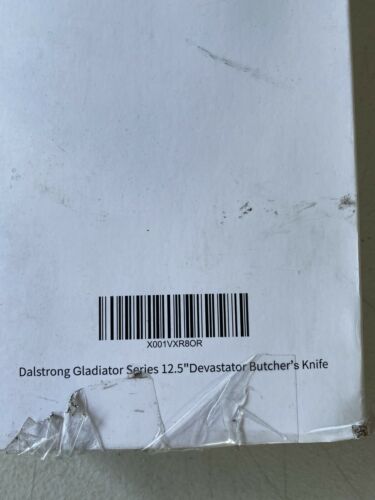 X001VXR8OR
Dalstrong Gladiator Series 12.5"Devastator Butcher's Knife